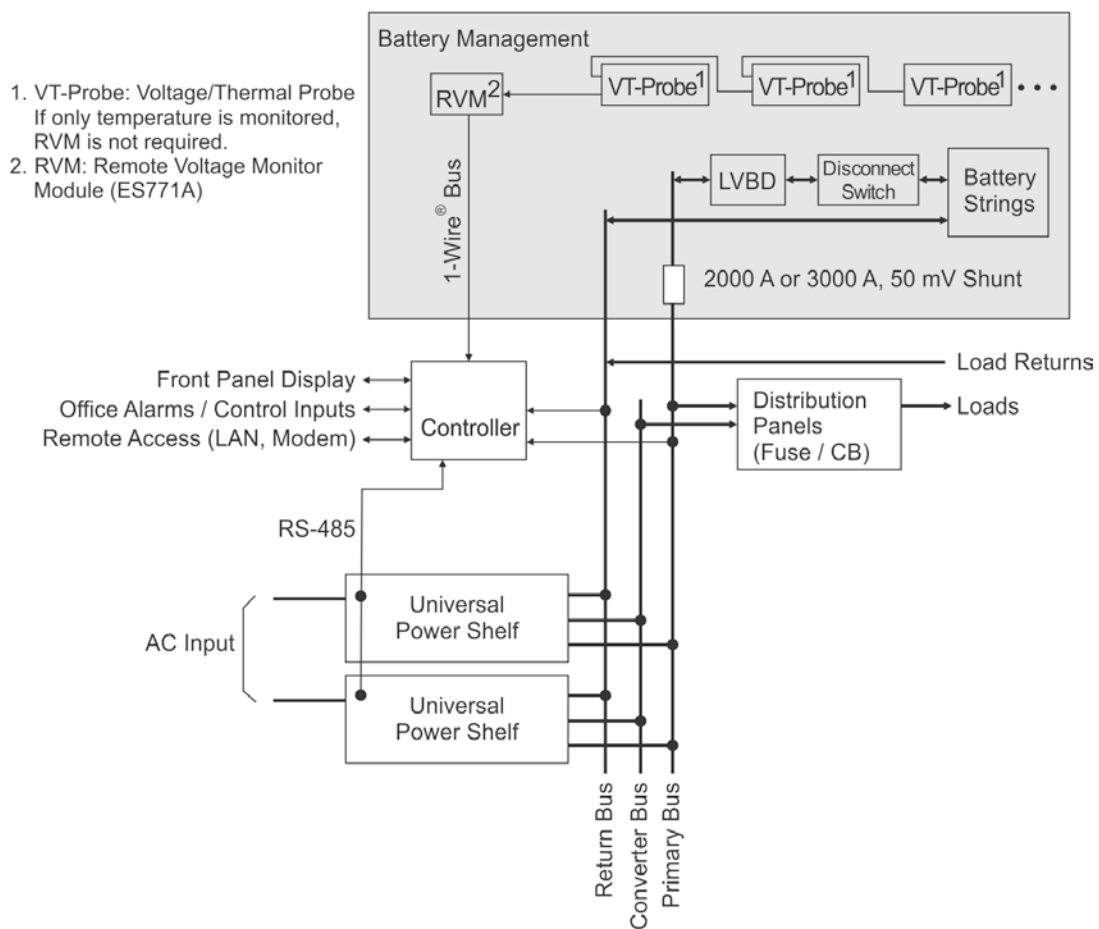 Battery Management
1. VT-Probe: Voltage/Thermal Probe
If only temperature is monitored,
RVM is not required.
2. RVM: Remote Voltage Monitor
Module (ES771A)
RVM²
VT-Probe¹
VT-Probe¹
VT-Probe¹
1-Wire® Bus
LVBD
Disconnect
Switch
Battery
Strings
2000 A or 3000 A, 50 mV Shunt
Load Returns
Front Panel Display
Office Alarms / Control Inputs
Remote Access (LAN, Modem)
Controller
Distribution
Panels
(Fuse / CB)
Loads
RS-485
AC Input
Universal
Power Shelf
Universal
Power Shelf
Return Bus
Converter Bus
Primary Bus